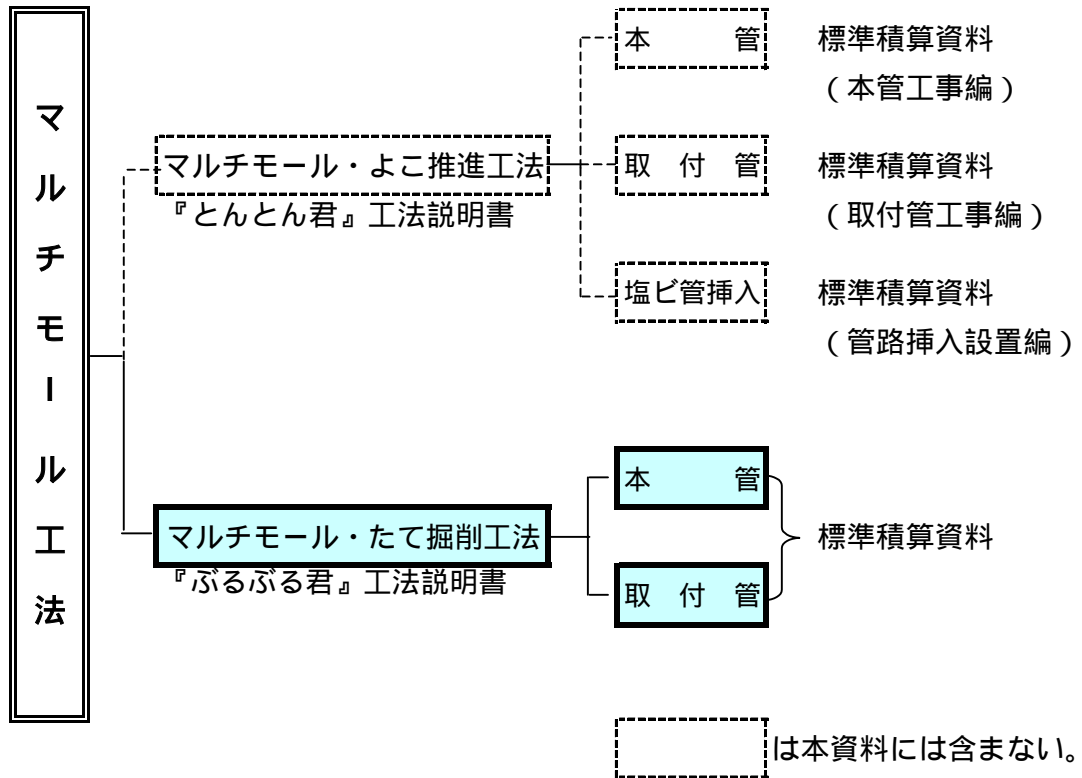 マルチモール工法
マルチモール・よこ推進工法
『とんとん君』工法説明書
本　　管
標準積算資料
(本管工事編)
取　付　管
標準積算資料
(取付管工事編)
塩ビ管挿入
標準積算資料
(管路挿入設置編)
マルチモール・たて掘削工法
『ぶるぶる君』工法説明書
本　　管
取　付　管
標準積算資料
は本資料には含まない。